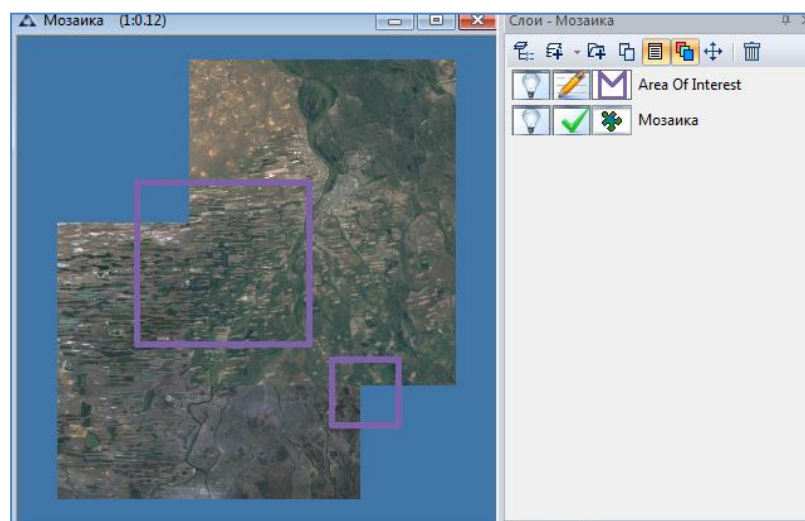 Мозаика (1:0.12)
Слои - Мозаика
Area Of Interest
Мозаика